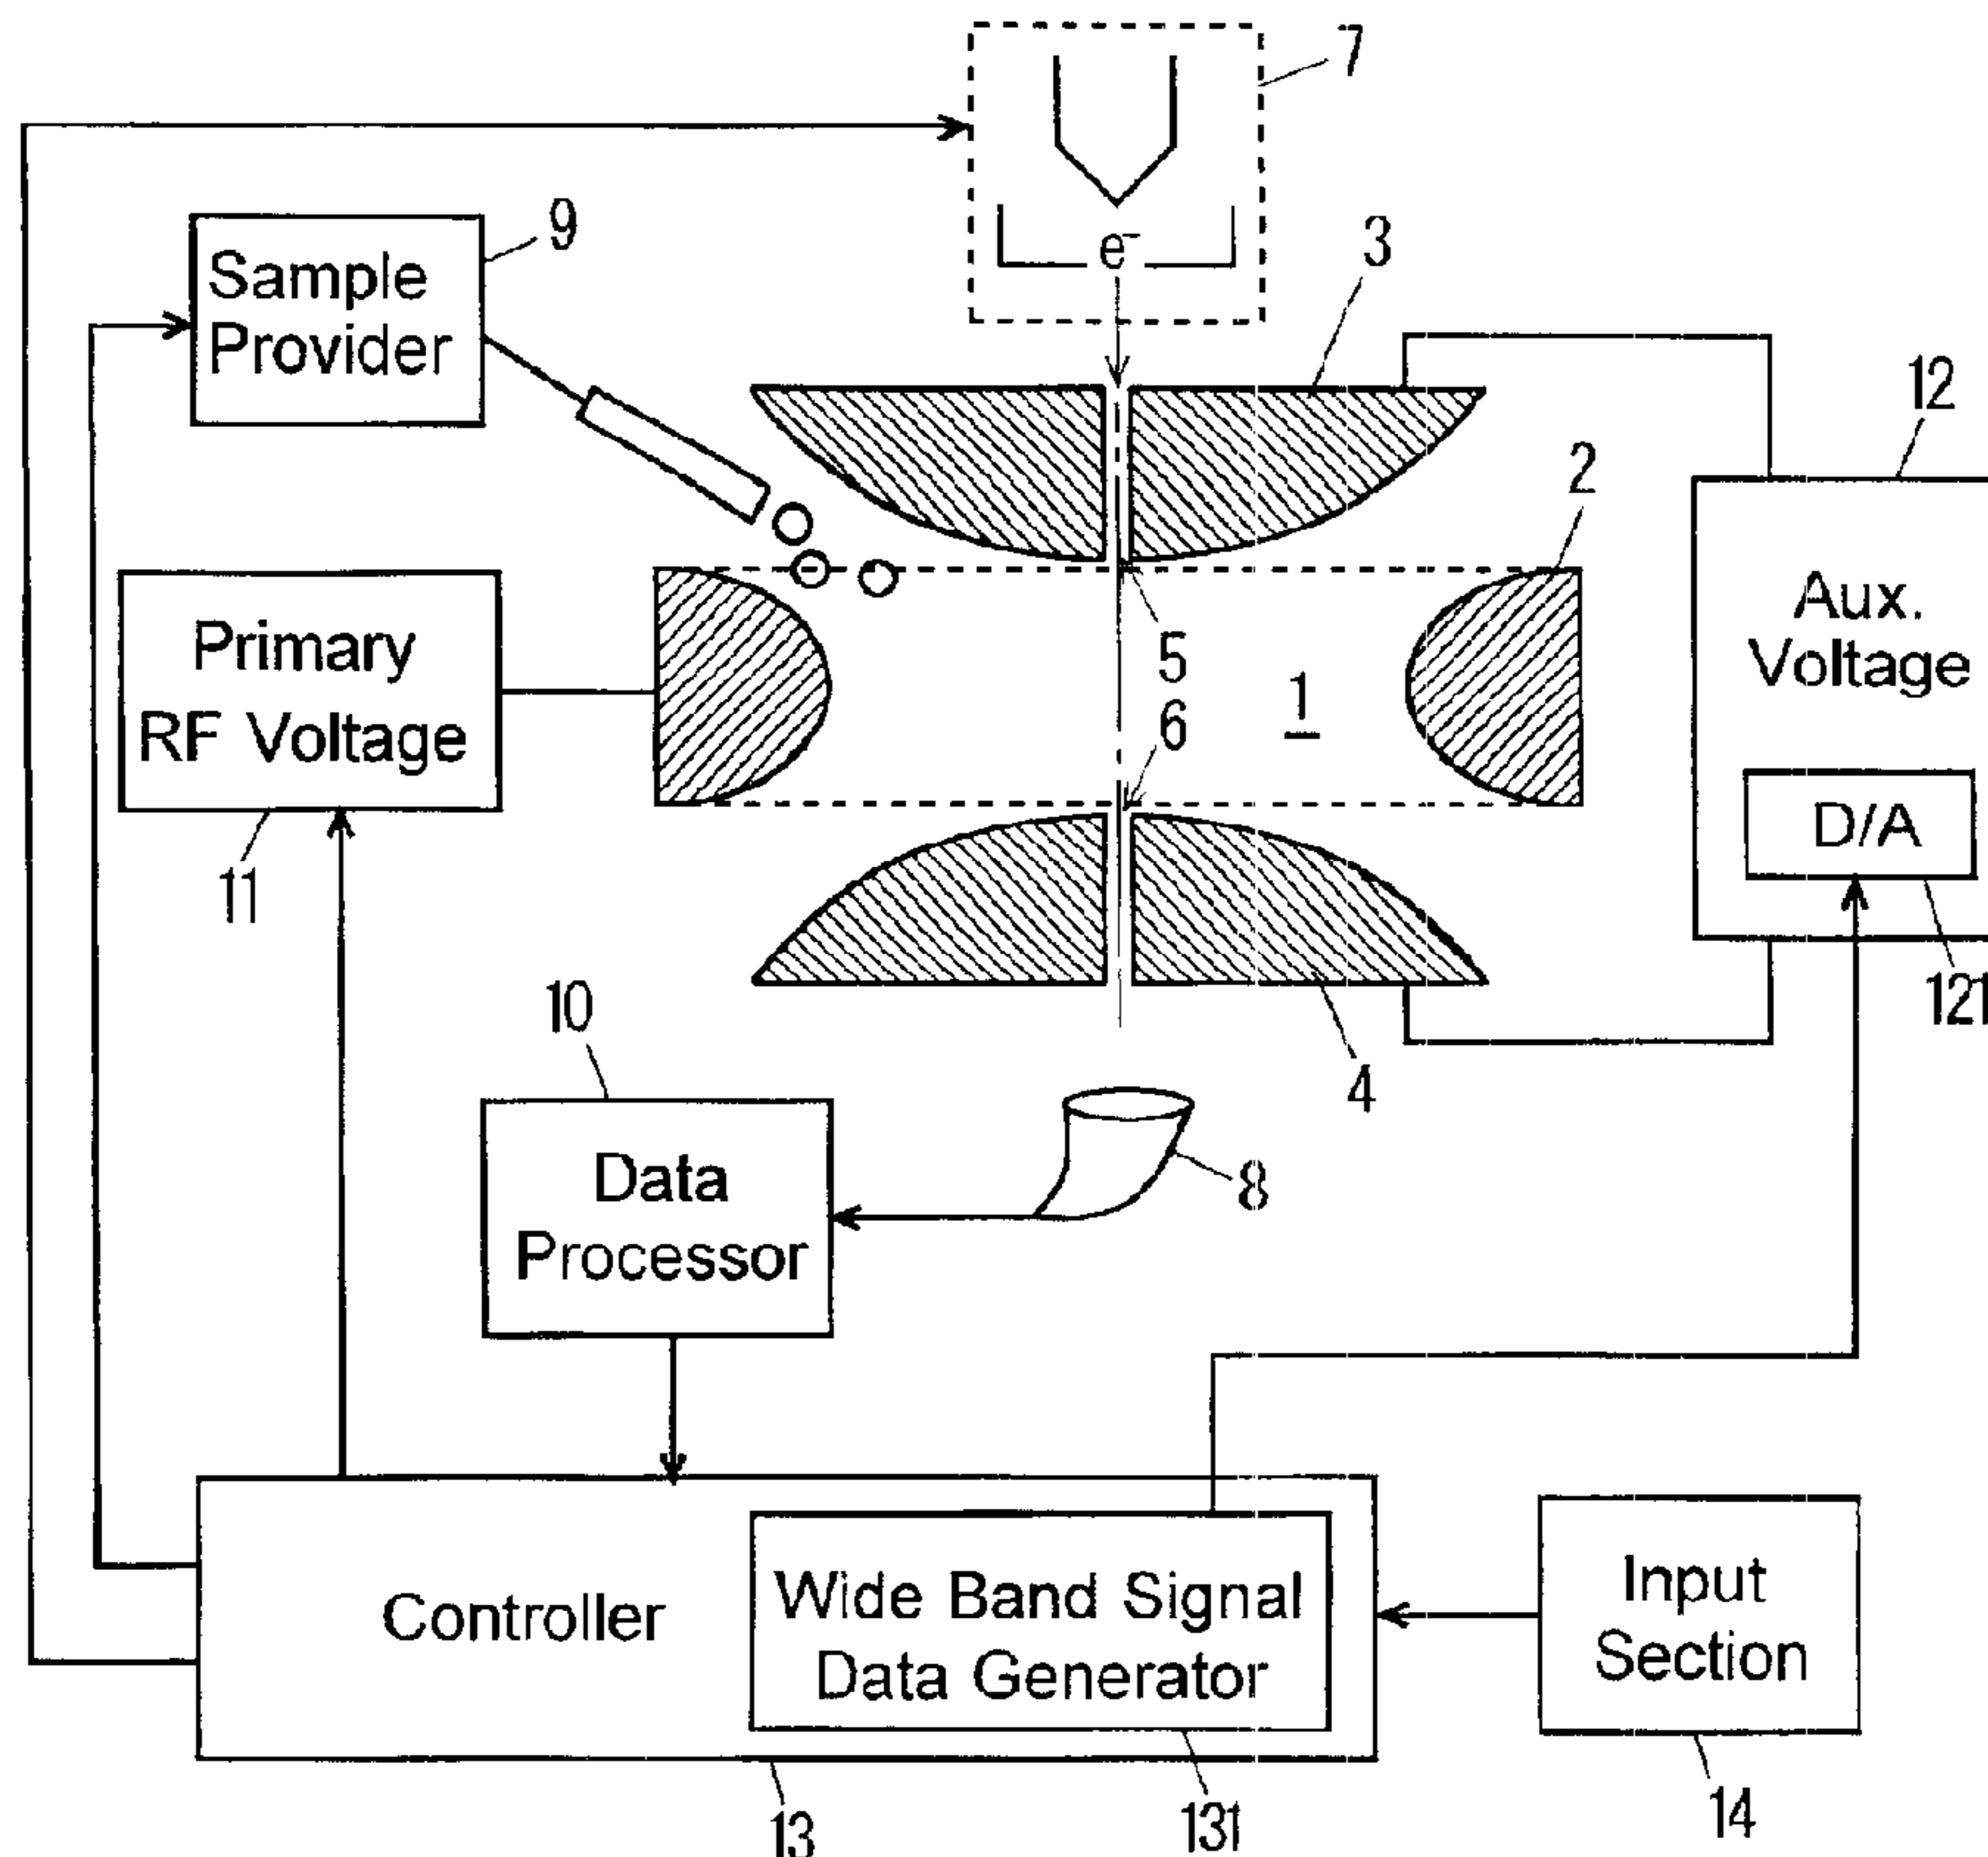 7
9
Sample
Provider
e-
3
12
2
Primary
RF Voltage
5
6
1
Aux.
Voltage
D/A
11
121
10
4
Data
Processor
8
Controller
Wide Band Signal
Data Generator
Input
Section
13
131
14